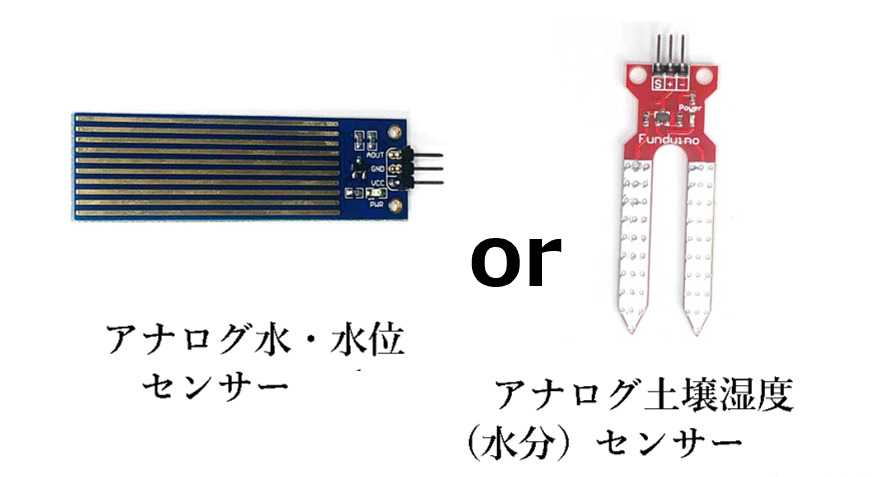 AOUT
GND
VCC
PWR
アナログ水・水位
センサー
or
S + -
Power
Funduino
アナログ土壌湿度
(水分) センサー